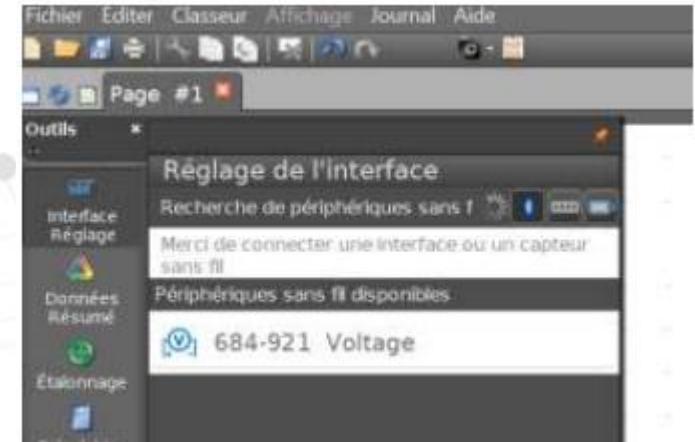 Fichier Editer Classeur Affichage Journal Aide
Page #1
Outils
Réglage de l'interface
Interface
Réglage
Recherche de périphériques sans f
Merci de connecter une interface ou un capteur
sans fil
Données
Résumé
Périphériques sans fil disponibles
684-921 Voltage
Étalonnage